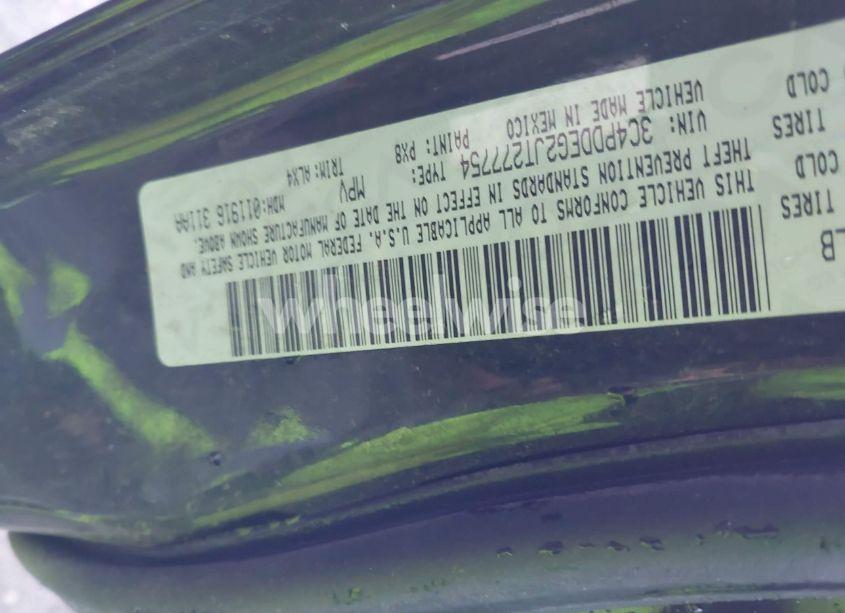 LB
TIRES
COLD
TIRES
COLD
THIS VEHICLE CONFORMS TO ALL APPLICABLE U.S.A. FEDERAL MOTOR VEHICLE SAFETY AND
THEFT PREVENTION STANDARDS IN EFFECT ON THE DATE OF MANUFACTURE SHOWN ABOVE.
VIN: 3C4PDDEG2JT277754 TYPE: MPV MDH:011916 311AA
VEHICLE MADE IN MEXICO PAINT: PX8 TRIM: ALX4
wheelwise